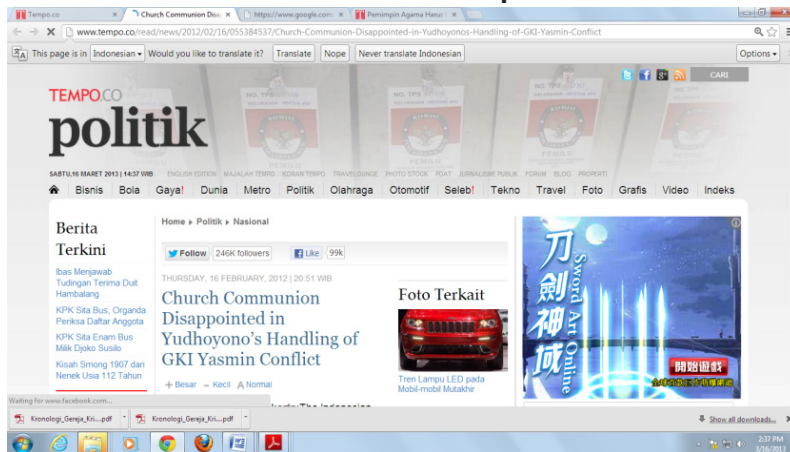 Tempo.co
Church Communion Disa
https://www.google.com
Pemimpin Agama Harus
www.tempo.co/read/news/2012/02/16/055384537/Church-Communion-Disappointed-in-Yudhoyonos-Handling-of-GKI-Yasmin-Conflict
This page is in Indonesian Would you like to translate it? Translate Nope Never translate Indonesian Options
CARI
TEMPO.CO
politik
SABTU,16 MARET 2013 | 14:37 WIB ENGLISH EDITION MAJALAH TEMPO KORAN TEMPO TRAVELOUNGE PHOTO STOCK PDAT JURNALISME PUBLIK FORUM BLOG PROPERTI
Bisnis Bola Gaya! Dunia Metro Politik Olahraga Otomotif Seleb! Tekno Travel Foto Grafis Video Indeks
Berita
Terkini
Ibas Menjawab
Tudingan Terima Duit
Hambalang
KPK Sita Bus, Organda
Periksa Daftar Anggota
KPK Sita Enam Bus
Milik Djoko Susilo
Kisah Smong 1907 dari
Nenek Usia 112 Tahun
Home Politik Nasional
Follow 246K followers Like 99k
THURSDAY, 16 FEBRUARY, 2012 | 20:51 WIB
Church Communion
Disappointed in
Yudhoyono's Handling of
GKI Yasmin Conflict
+ Besar - Kecil A Normal
Foto Terkait
Tren Lampu LED pada
Mobil-mobil Mutakhir
刀劍神域
Sword Art Online
開始遊戲
Waiting for www.facebook.com...
Kronologi_Gereja_Kri....pdf
Kronologi_Gereja_Kri....pdf
Show all downloads...
2:37 PM
3/16/2013